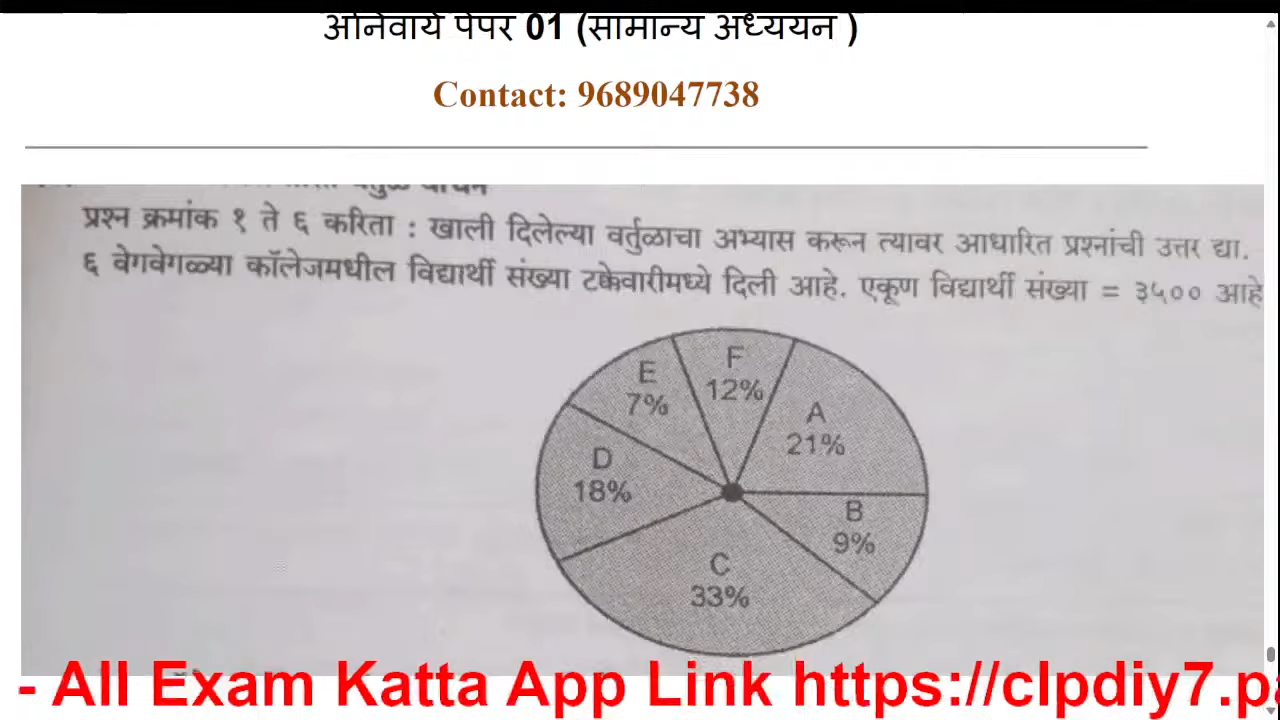 अनिवार्य पेपर 01 (सामान्य अध्ययन )
Contact: 9689047738
प्रश्न क्रमांक १ ते ६ करिता : खाली दिलेल्या वर्तुळाचा अभ्यास करून त्यावर आधारित प्रश्नांची उत्तर द्या.
६ वेगवेगळ्या कॉलेजमधील विद्यार्थी संख्या टक्केवारीमध्ये दिली आहे. एकूण विद्यार्थी संख्या = ३५०० आहे
F
12%
E
7%
A
21%
D
18%
B
9%
C
33%
- All Exam Katta App Link https://clpdiy7.p